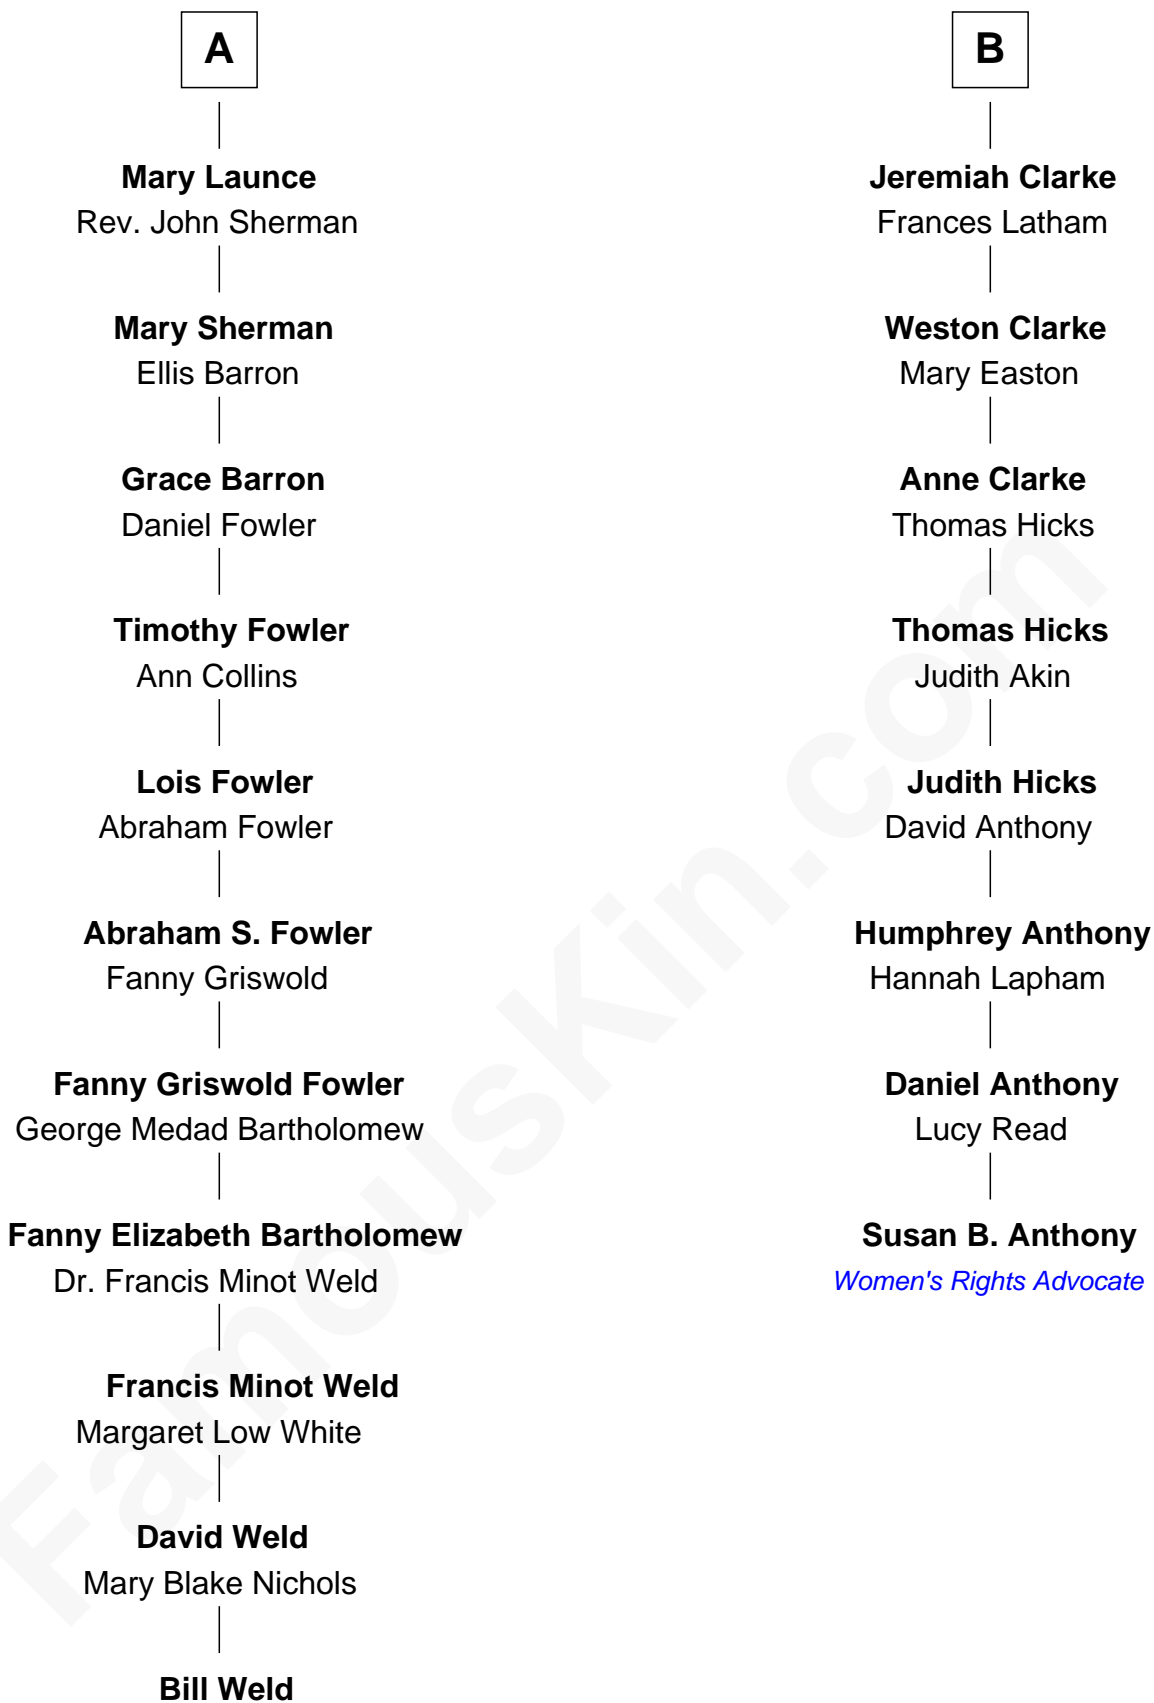 A
Mary Launce
Rev. John Sherman
Mary Sherman
Ellis Barron
Grace Barron
Daniel Fowler
Timothy Fowler
Ann Collins
Lois Fowler
Abraham Fowler
Abraham S. Fowler
Fanny Griswold
Fanny Griswold Fowler
George Medad Bartholomew
Fanny Elizabeth Bartholomew
Dr. Francis Minot Weld
Francis Minot Weld
Margaret Low White
David Weld
Mary Blake Nichols
Bill Weld
B
Jeremiah Clarke
Frances Latham
Weston Clarke
Mary Easton
Anne Clarke
Thomas Hicks
Thomas Hicks
Judith Akin
Judith Hicks
David Anthony
Humphrey Anthony
Hannah Lapham
Daniel Anthony
Lucy Read
Susan B. Anthony
Women's Rights Advocate
FamousKin.com